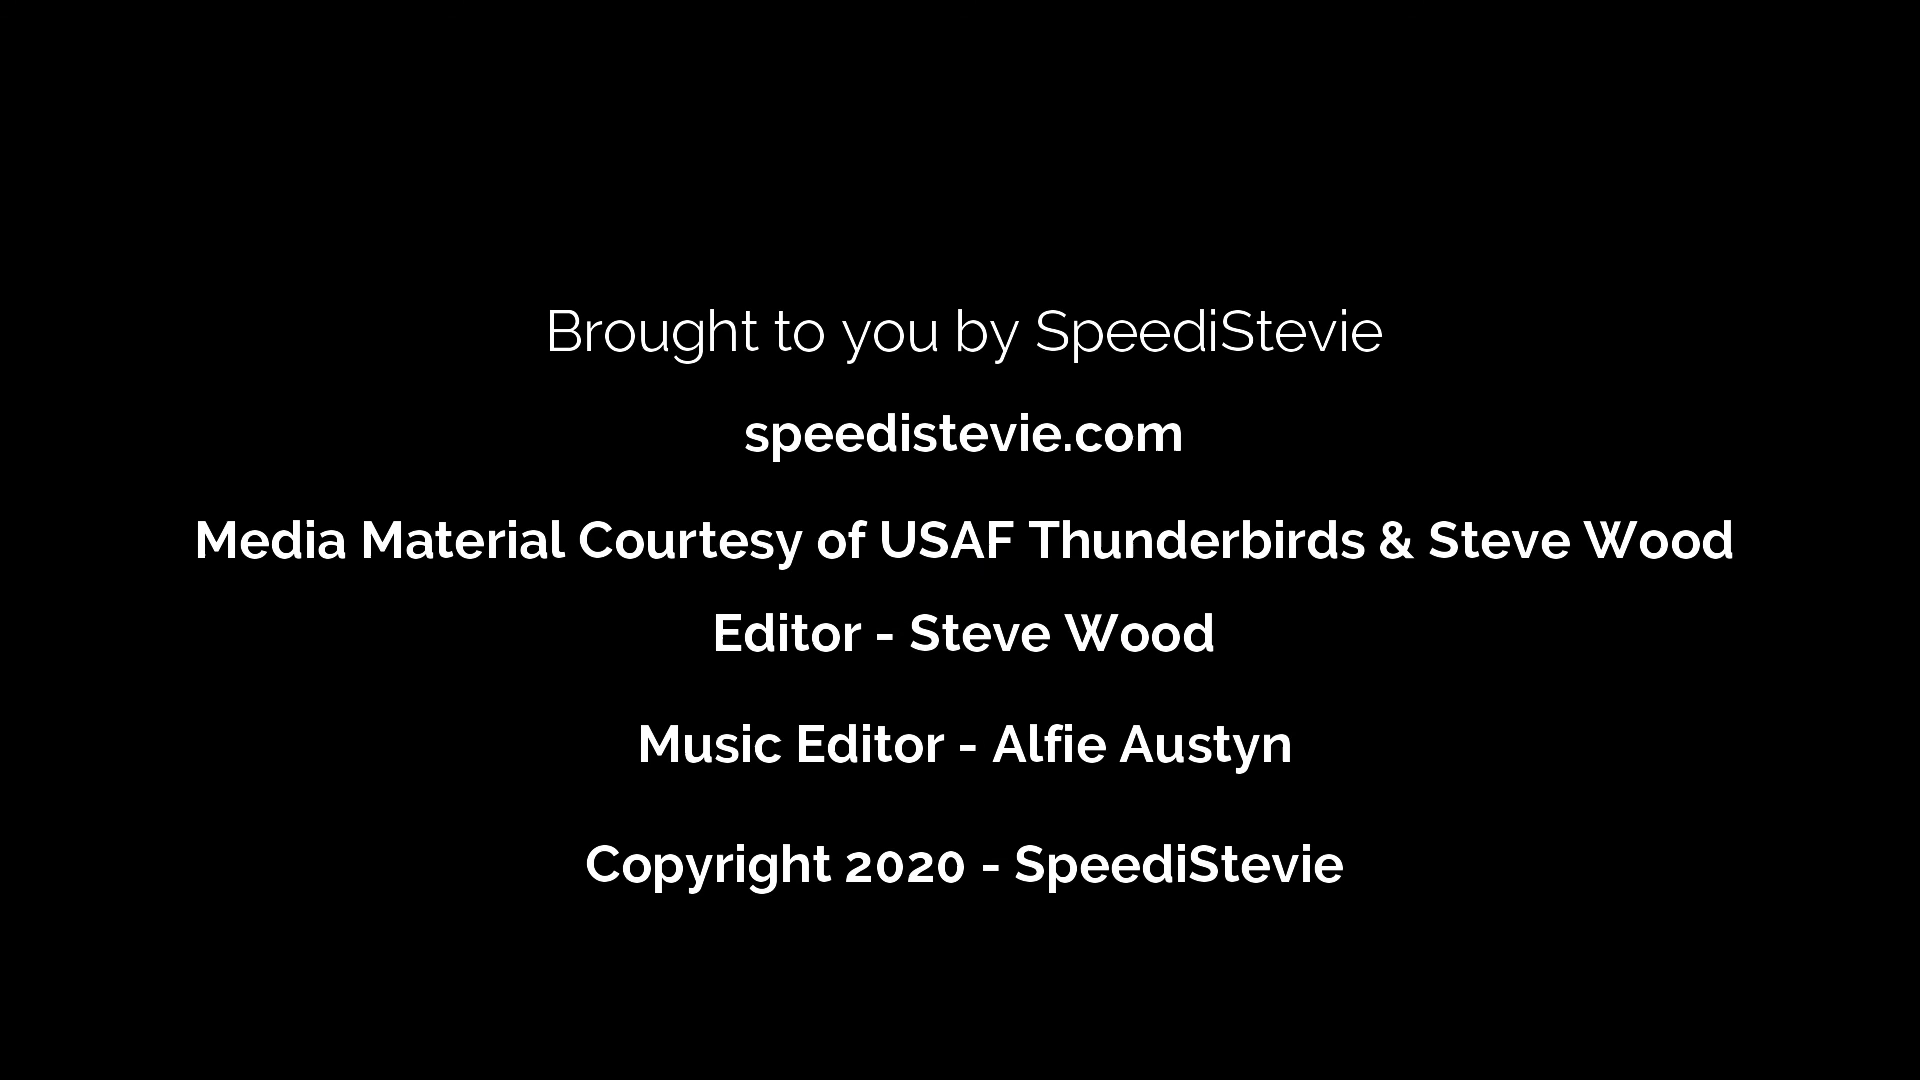 Brought to you by SpeediStevie
speedistevie.com
Media Material Courtesy of USAF Thunderbirds & Steve Wood
Editor - Steve Wood
Music Editor - Alfie Austyn
Copyright 2020 - SpeediStevie